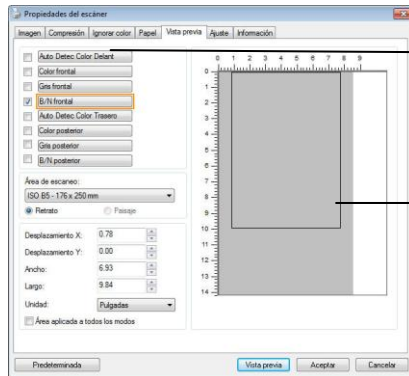 Propiedades del escáner
Imagen Compresión Ignorar color Papel Vista previa Ajuste Información
Auto Detec Color Delant
Color frontal
Gris frontal
B/N frontal
Auto Detec Color Trasero
Color posterior
Gris posterior
B/N posterior
Área de escaneo:
ISO B5 - 176 x 250 mm
Retrato Paisaje
Desplazamiento X: 0.78
Desplazamiento Y: 0.00
Ancho: 6.93
Largo: 9.84
Unidad: Pulgadas
Área aplicada a todos los modos
0 1 2 3 4 5 6 7 8 9
0
1
2
3
4
5
6
7
8
9
10
11
12
13
14
Predeterminada Vista previa Aceptar Cancelar